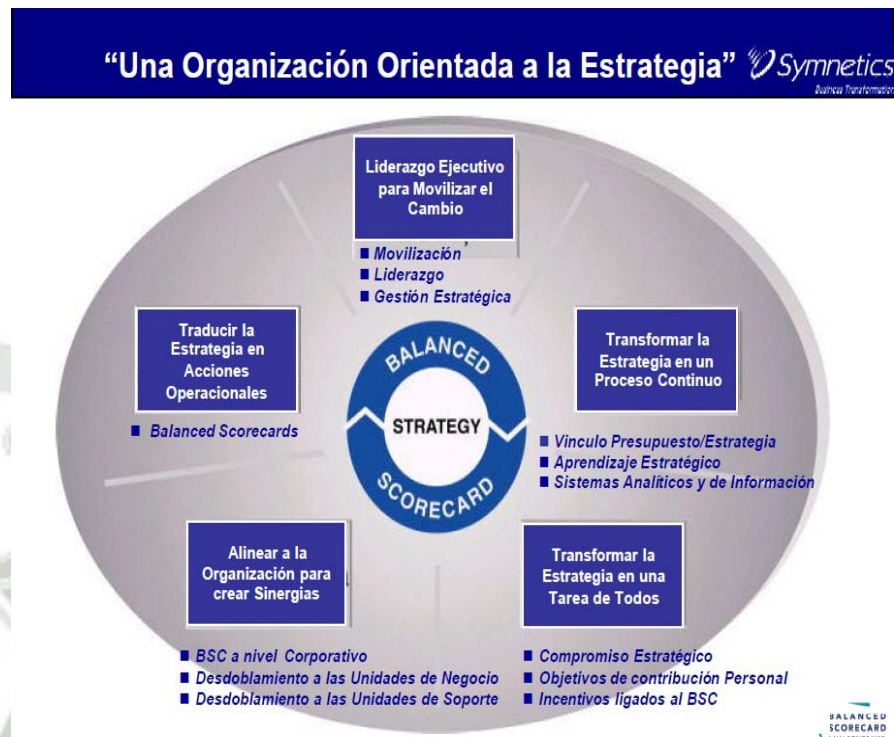 “Una Organización Orientada a la Estrategia”
Symnetics
Business Transformation
Liderazgo Ejecutivo
para Movilizar el
Cambio
■ Movilización
■ Liderazgo
■ Gestión Estratégica
Traducir la
Estrategia en
Acciones
Operacionales
■ Balanced Scorecards
Transformar la
Estrategia en un
Proceso Continuo
■ Vinculo Presupuesto/Estrategia
■ Aprendizaje Estratégico
■ Sistemas Analíticos y de Información
BALANCED
STRATEGY
SCORECARD
Alinear a la
Organización para
crear Sinergias
■ BSC a nivel Corporativo
■ Desdoblamiento a las Unidades de Negocio
■ Desdoblamiento a las Unidades de Soporte
Transformar la
Estrategia en una
Tarea de Todos
■ Compromiso Estratégico
■ Objetivos de contribución Personal
■ Incentivos ligados al BSC
BALANCED
SCORECARD